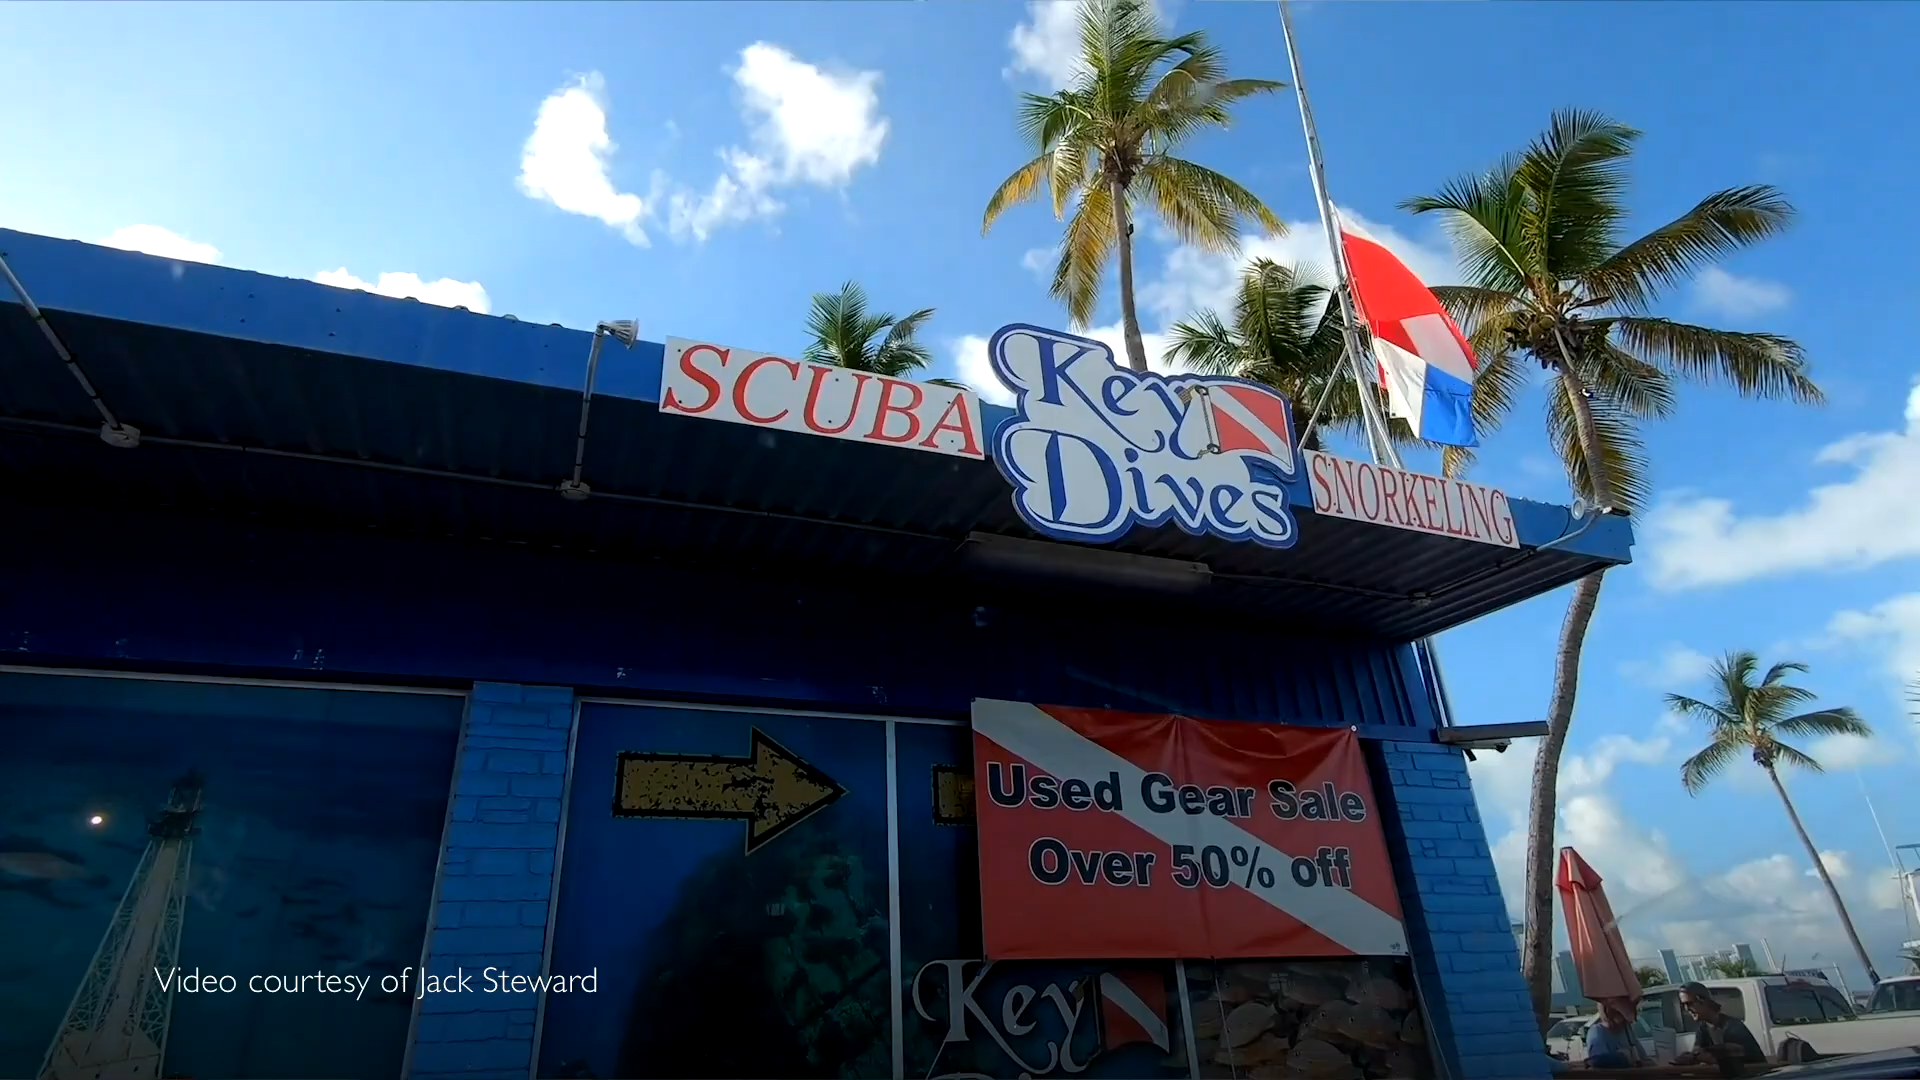 SCUBA
Key
Dives
SNORKELING
Used Gear Sale
Over 50% off
Key
Video courtesy of Jack Steward